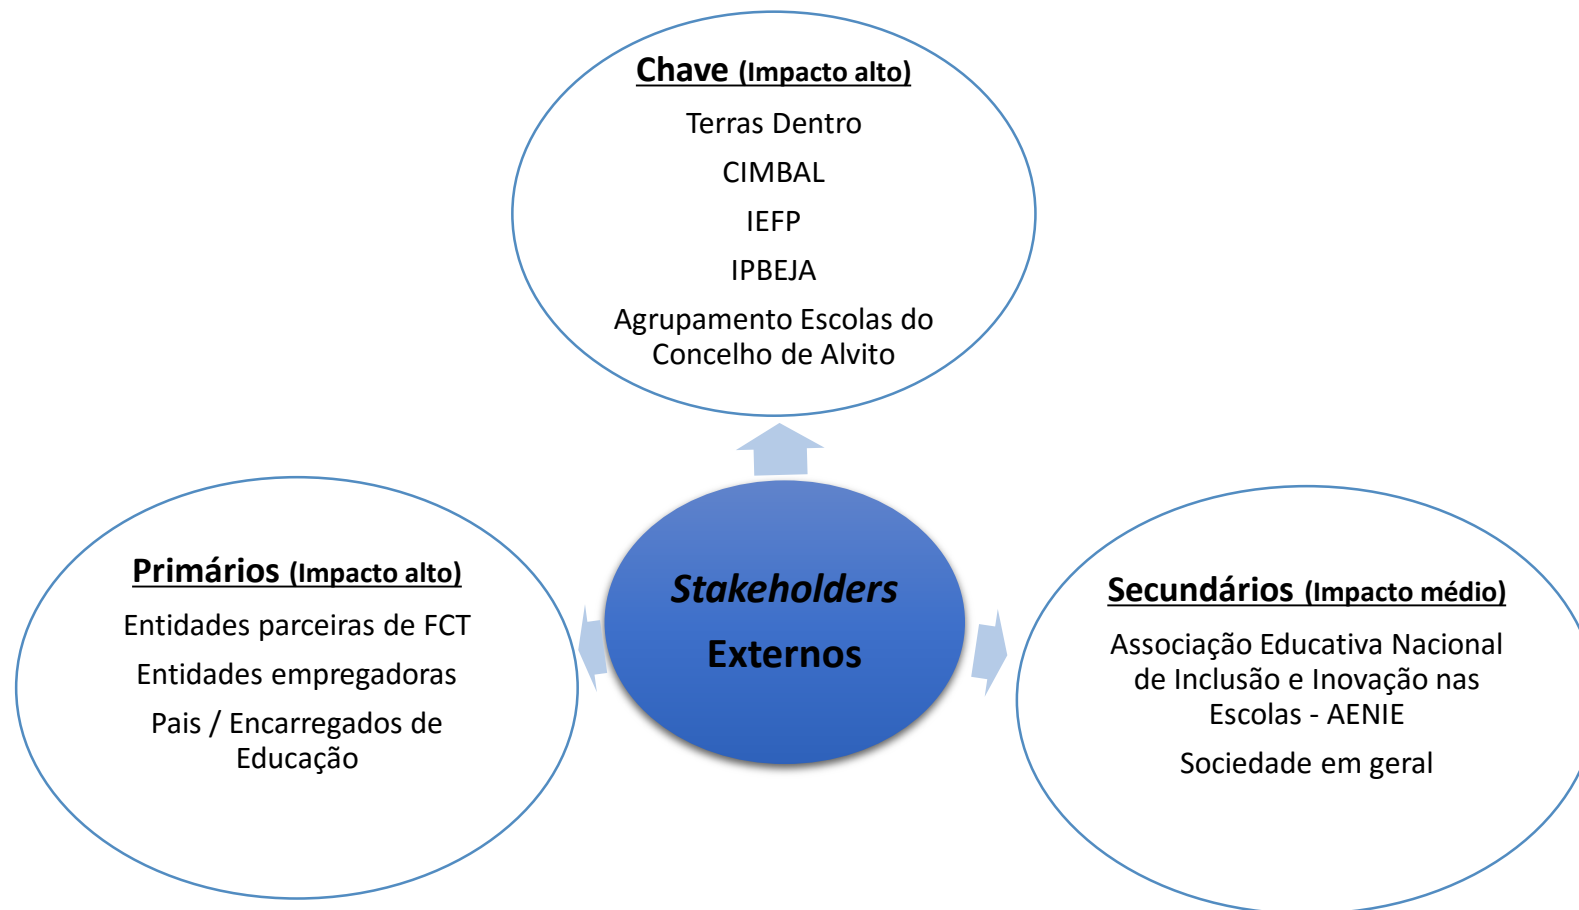 Chave (Impacto alto)
Terras Dentro
CIMBAL
IEFP
IPBEJA
Agrupamento Escolas do
Concelho de Alvito
Primários (Impacto alto)
Entidades parceiras de FCT
Entidades empregadoras
Pais / Encarregados de
Educação
Stakeholders
Externos
Secundários (Impacto médio)
Associação Educativa Nacional
de Inclusão e Inovação nas
Escolas - AENIE
Sociedade em geral